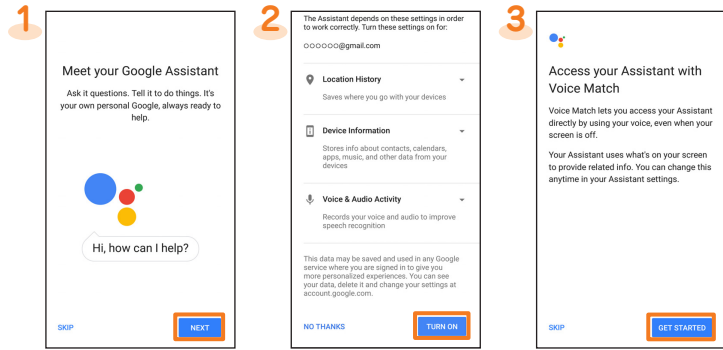 1
Meet your Google Assistant
Ask it questions. Tell it to do things. It's
your own personal Google, always ready to
help.
Hi, how can I help?
SKIP
NEXT
2
The Assistant depends on these settings in order
to work correctly. Turn these settings on for:
○○○○○○@gmail.com
Location History
Saves where you go with your devices
Device Information
Stores info about contacts, calendars,
apps, music, and other data from your
devices
Voice & Audio Activity
Records your voice and audio to improve
speech recognition
This data may be saved and used in any Google
service where you are signed in to give you
more personalized experiences. You can see
your data, delete it and change your settings at
account.google.com.
NO THANKS
TURN ON
3
Access your Assistant with
Voice Match
Voice Match lets you access your Assistant
directly by using your voice, even when your
screen is off.
Your Assistant uses what's on your screen
to provide related info. You can change this
anytime in your Assistant settings.
SKIP
GET STARTED